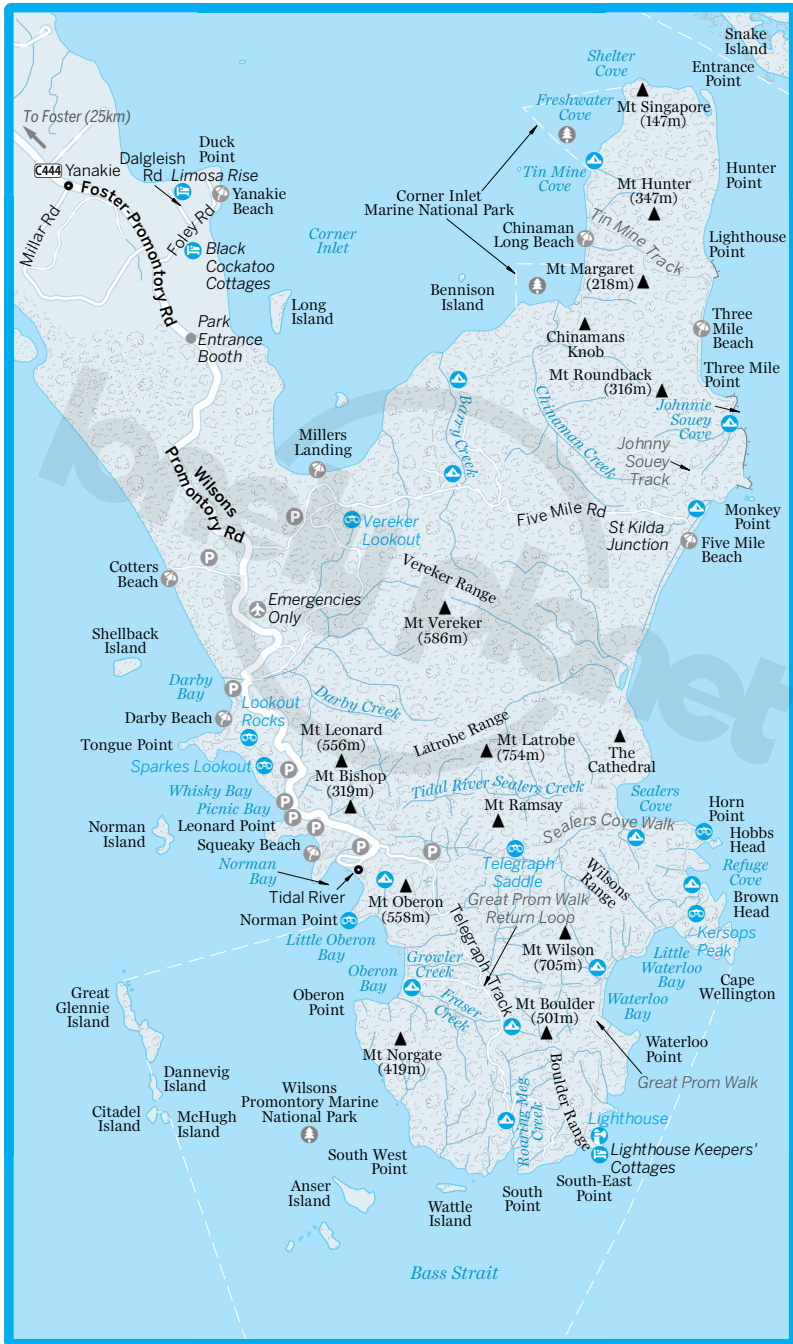 Snake
Island
Entrance
Point
Shelter
Cove
Mt Singapore
(147m)
Freshwater
Cove
To Foster (25km)
Duck
Point
Dalgleish
Rd
Limosa Rise
C444
Yanakie
Yanakie
Beach
Foley Rd
Millar Rd
Foster-Promontory Rd
Black
Cockatoo
Cottages
Corner
Inlet
Corner Inlet
Marine National Park
Tin Mine
Cove
Mt Hunter
(347m)
Hunter
Point
Tin Mine Track
Chinaman
Long Beach
Lighthouse
Point
Mt Margaret
(218m)
Bennison
Island
Long
Island
Park
Entrance
Booth
Chinamans
Knob
Three
Mile
Beach
Three Mile
Point
Mt Roundback
(316m)
Johnnie
Souey
Cove
Chinaman Creek
Barry Creek
Johnny
Souey
Track
Millers
Landing
Wilsons
Promontory Rd
Vereker
Lookout
P
Five Mile Rd
St Kilda
Junction
Monkey
Point
Five Mile
Beach
P
Cotters
Beach
Vereker Range
Mt Vereker
(586m)
Emergencies
Only
lonely planet
Shellback
Island
Darby
Bay
P
Darby Creek
Darby Beach
Lookout
Rocks
Tongue Point
Mt Leonard
(556m)
Latrobe Range
Mt Latrobe
(754m)
The
Cathedral
Sparkes Lookout
P
Mt Bishop
(319m)
Tidal River
Sealers Creek
Whisky Bay
P
Picnic Bay
P
Sealers
Cove
Horn
Point
Norman
Island
Leonard Point
P
Mt Ramsay
Sealers Cove Walk
Hobbs
Head
Squeaky Beach
P
P
Telegraph
Saddle
Refuge
Cove
Norman
Bay
Tidal River
Mt Oberon
(558m)
Great Prom Walk
Return Loop
Wilsons
Range
Brown
Head
Norman Point
Kersops
Peak
Little Oberon
Bay
Telegraph Track
Mt Wilson
(705m)
Little
Waterloo
Bay
Growler
Creek
Oberon
Bay
Cape
Wellington
Great
Glennie
Island
Oberon
Point
Fraser
Creek
Mt Boulder
(501m)
Waterloo
Bay
Mt Norgate
(419m)
Waterloo
Point
Boulder Range
Great Prom Walk
Dannevig
Island
Citadel
Island
McHugh
Island
Wilsons
Promontory Marine
National Park
Roaring Meg
Creek
Lighthouse
Lighthouse Keepers'
Cottages
South West
Point
South-East
Point
Anser
Island
Wattle
Island
South
Point
Bass Strait